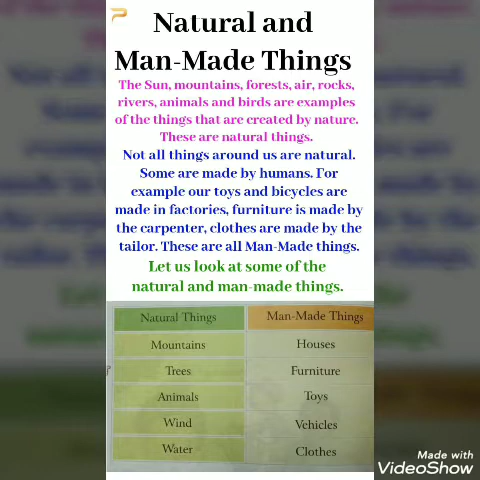 Natural and
Man-Made Things
The Sun, mountains, forests, air, rocks,
rivers, animals and birds are examples
of the things that are created by nature.
These are natural things.
Not all things around us are natural.
Some are made by humans. For
example our toys and bicycles are
made in factories, furniture is made by
the carpenter, clothes are made by the
tailor. These are all Man-Made things.
Let us look at some of the
natural and man-made things.
Natural Things Man-Made Things
Mountains Houses
Trees Furniture
Animals Toys
Wind Vehicles
Water Clothes
Made with
VideoShow